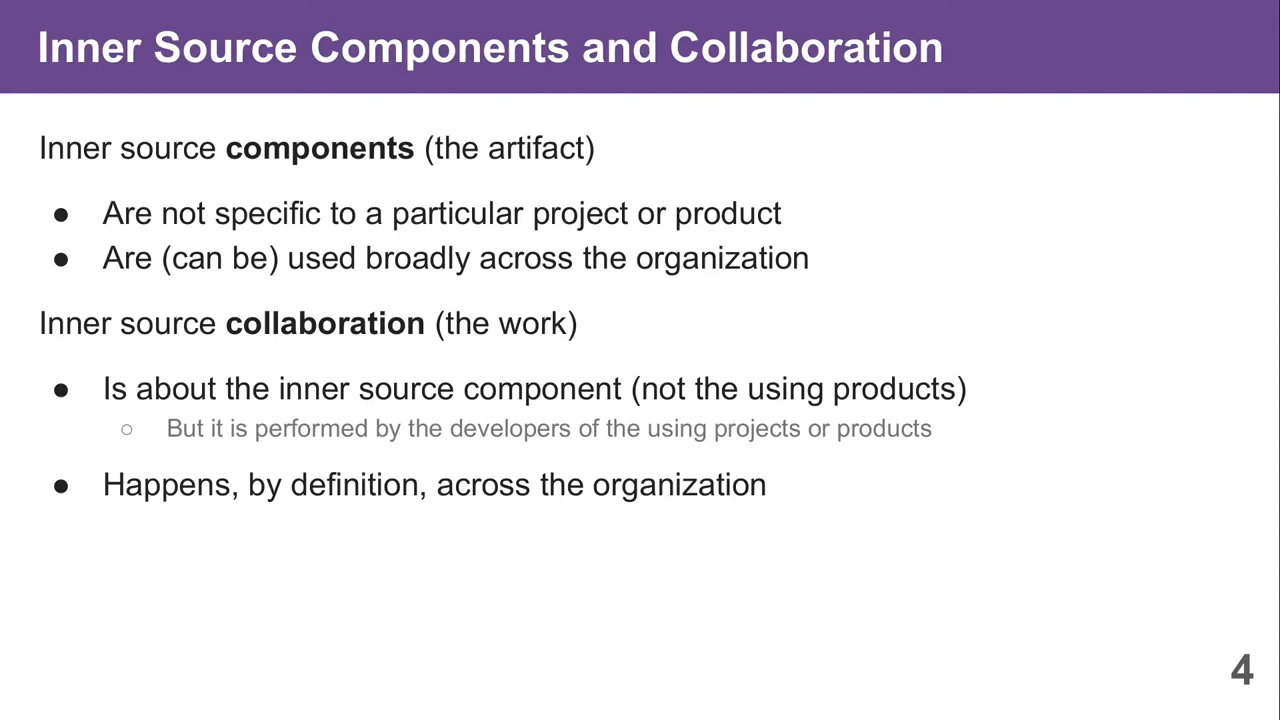 Inner Source Components and Collaboration
Inner source components (the artifact)
● Are not specific to a particular project or product
● Are (can be) used broadly across the organization
Inner source collaboration (the work)
● Is about the inner source component (not the using products)
○ But it is performed by the developers of the using projects or products
● Happens, by definition, across the organization
4